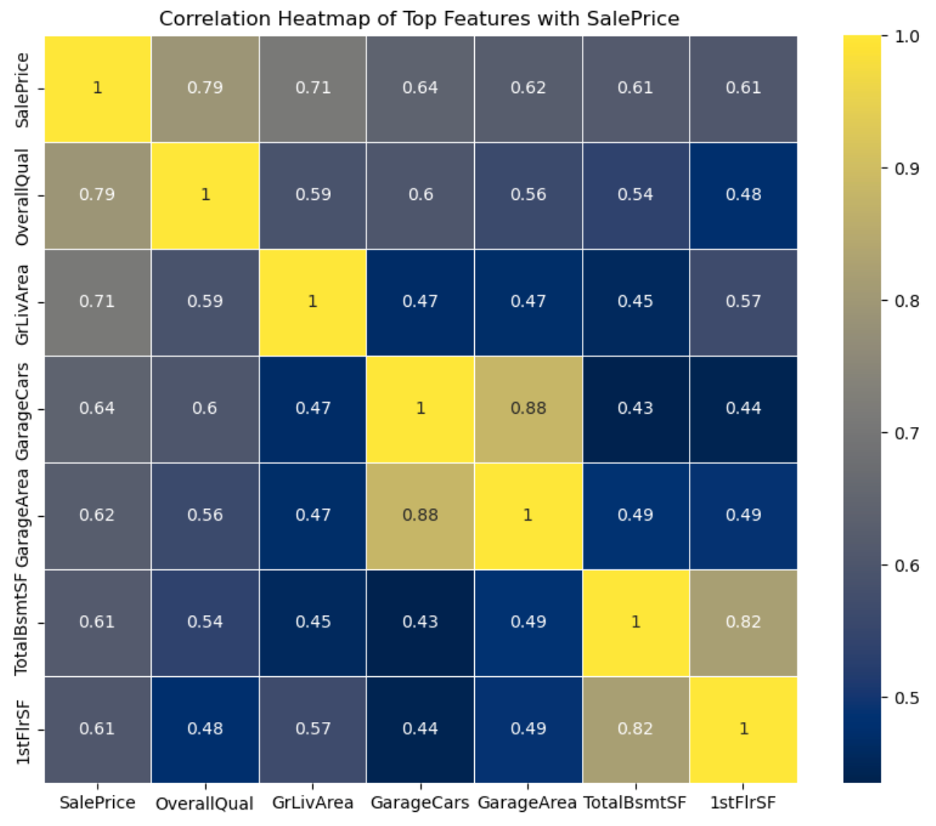 Correlation Heatmap of Top Features with SalePrice
SalePrice 1 0.79 0.71 0.64 0.62 0.61 0.61
OverallQual 0.79 1 0.59 0.6 0.56 0.54 0.48
GrLivArea 0.71 0.59 1 0.47 0.47 0.45 0.57
GarageCars 0.64 0.6 0.47 1 0.88 0.43 0.44
GarageArea 0.62 0.56 0.47 0.88 1 0.49 0.49
TotalBsmtSF 0.61 0.54 0.45 0.43 0.49 1 0.82
1stFlrSF 0.61 0.48 0.57 0.44 0.49 0.82 1
SalePrice OverallQual GrLivArea GarageCars GarageArea TotalBsmtSF 1stFlrSF
1.0
0.9
0.8
0.7
0.6
0.5